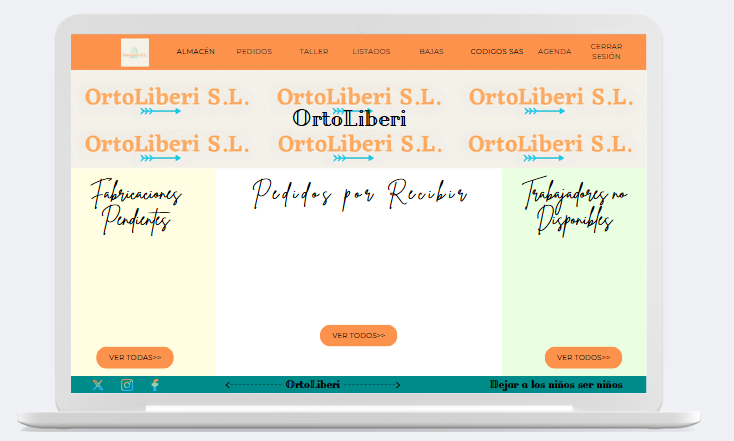 ALMACÉN PEDIDOS TALLER LISTADOS BAJAS CODIGOS SAS AGENDA CERRAR SESIÓN
OrtoLiberi S.L. OrtoLiberi S.L. OrtoLiberi S.L.
OrtoLiberi
OrtoLiberi S.L. OrtoLiberi S.L. OrtoLiberi S.L.
Fabricaciones
Pendientes
Pedidos por Recibir
Trabajadores no
Disponibles
VER TODAS>>
VER TODOS>>
VER TODOS>>
<------------- OrtoLiberi ------------->
Dejar a los niños ser niños